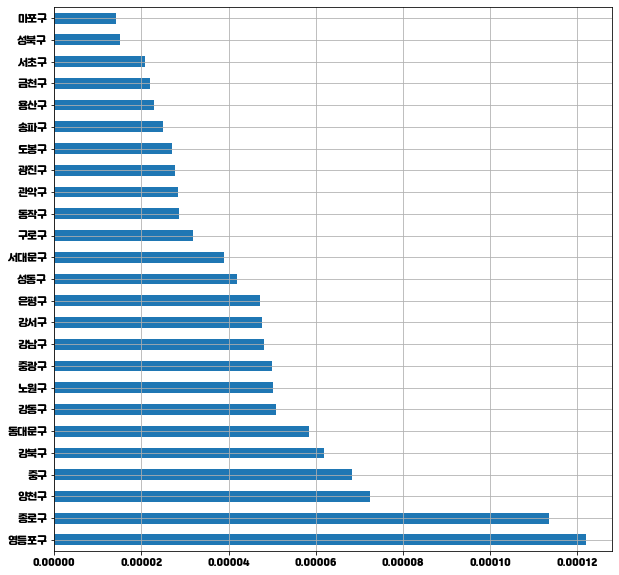 마포구
성북구
서초구
금천구
용산구
송파구
도봉구
광진구
관악구
동작구
구로구
서대문구
성동구
은평구
강서구
강남구
중랑구
노원구
강동구
동대문구
강북구
중구
양천구
종로구
영등포구
0.00000 0.00002 0.00004 0.00006 0.00008 0.00010 0.00012